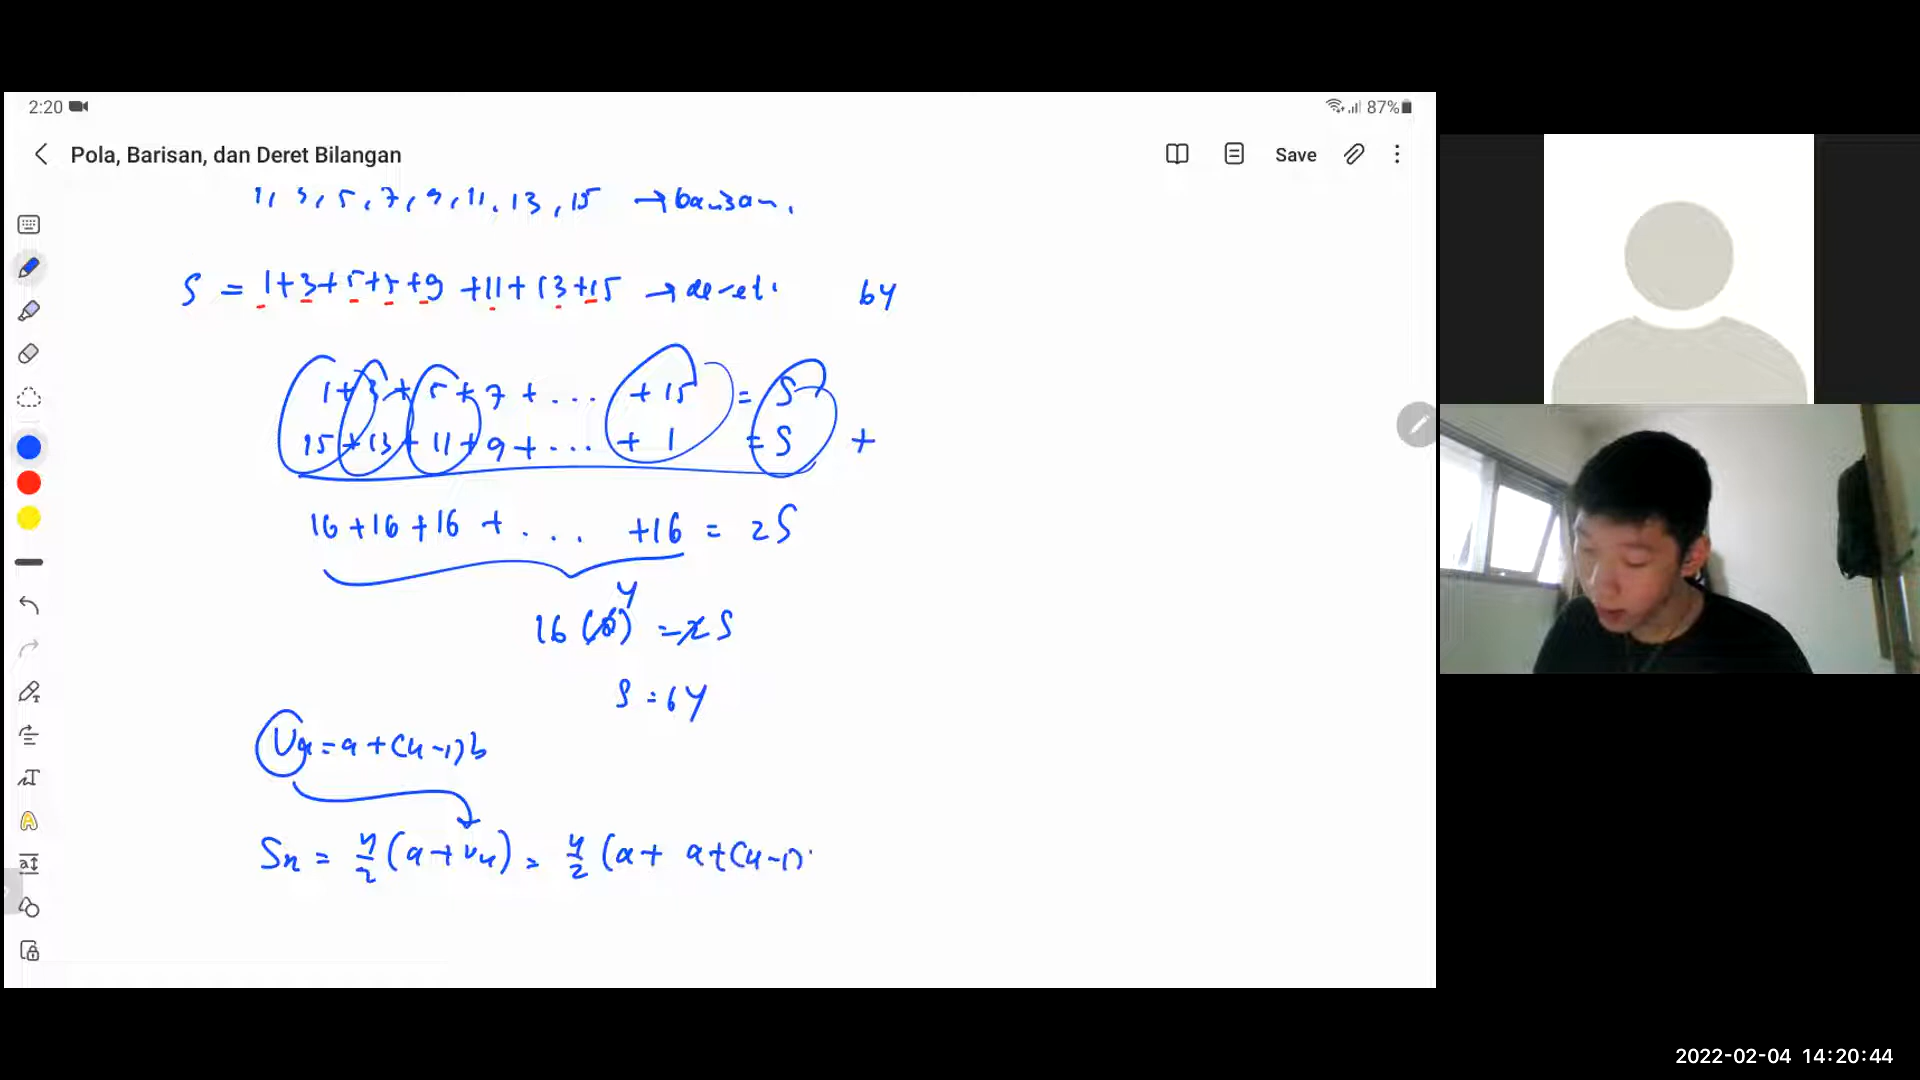 2:20 87%
Pola, Barisan, dan Deret Bilangan
Save
1, 3, 5, 7, 9, 11, 13, 15 → barisan.
S = 1+3+5+7+9+11+13+15 → deret. 64
1+3+5+7+...+15 = S
15+13+11+9+...+1 = S +
16+16+16+...+16 = 2S
4
16(8) = 2S
S = 64
Un = a+(n-1)b
Sn = n/2 (a+Un) = n/2 (a+ a+(n-1)
2022-02-04 14:20:44